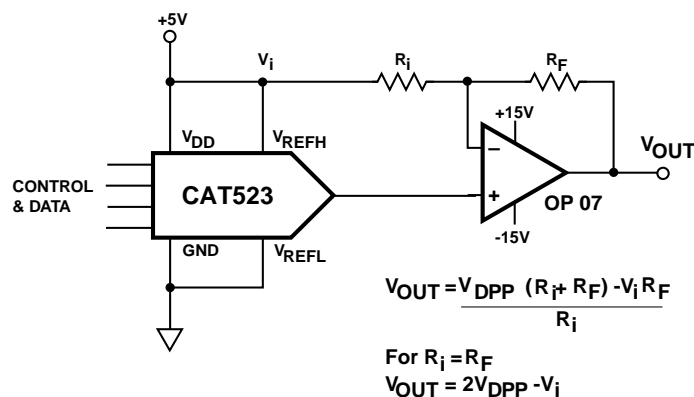 +5V
Vi
Ri
RF
+15V
VDD
VREFH
VOUT
−
CONTROL
& DATA
CAT523
+
OP 07
GND
VREFL
-15V
VOUT = VDPP (Ri+ RF) -Vi RF
Ri
For Ri = RF
VOUT = 2VDPP -Vi